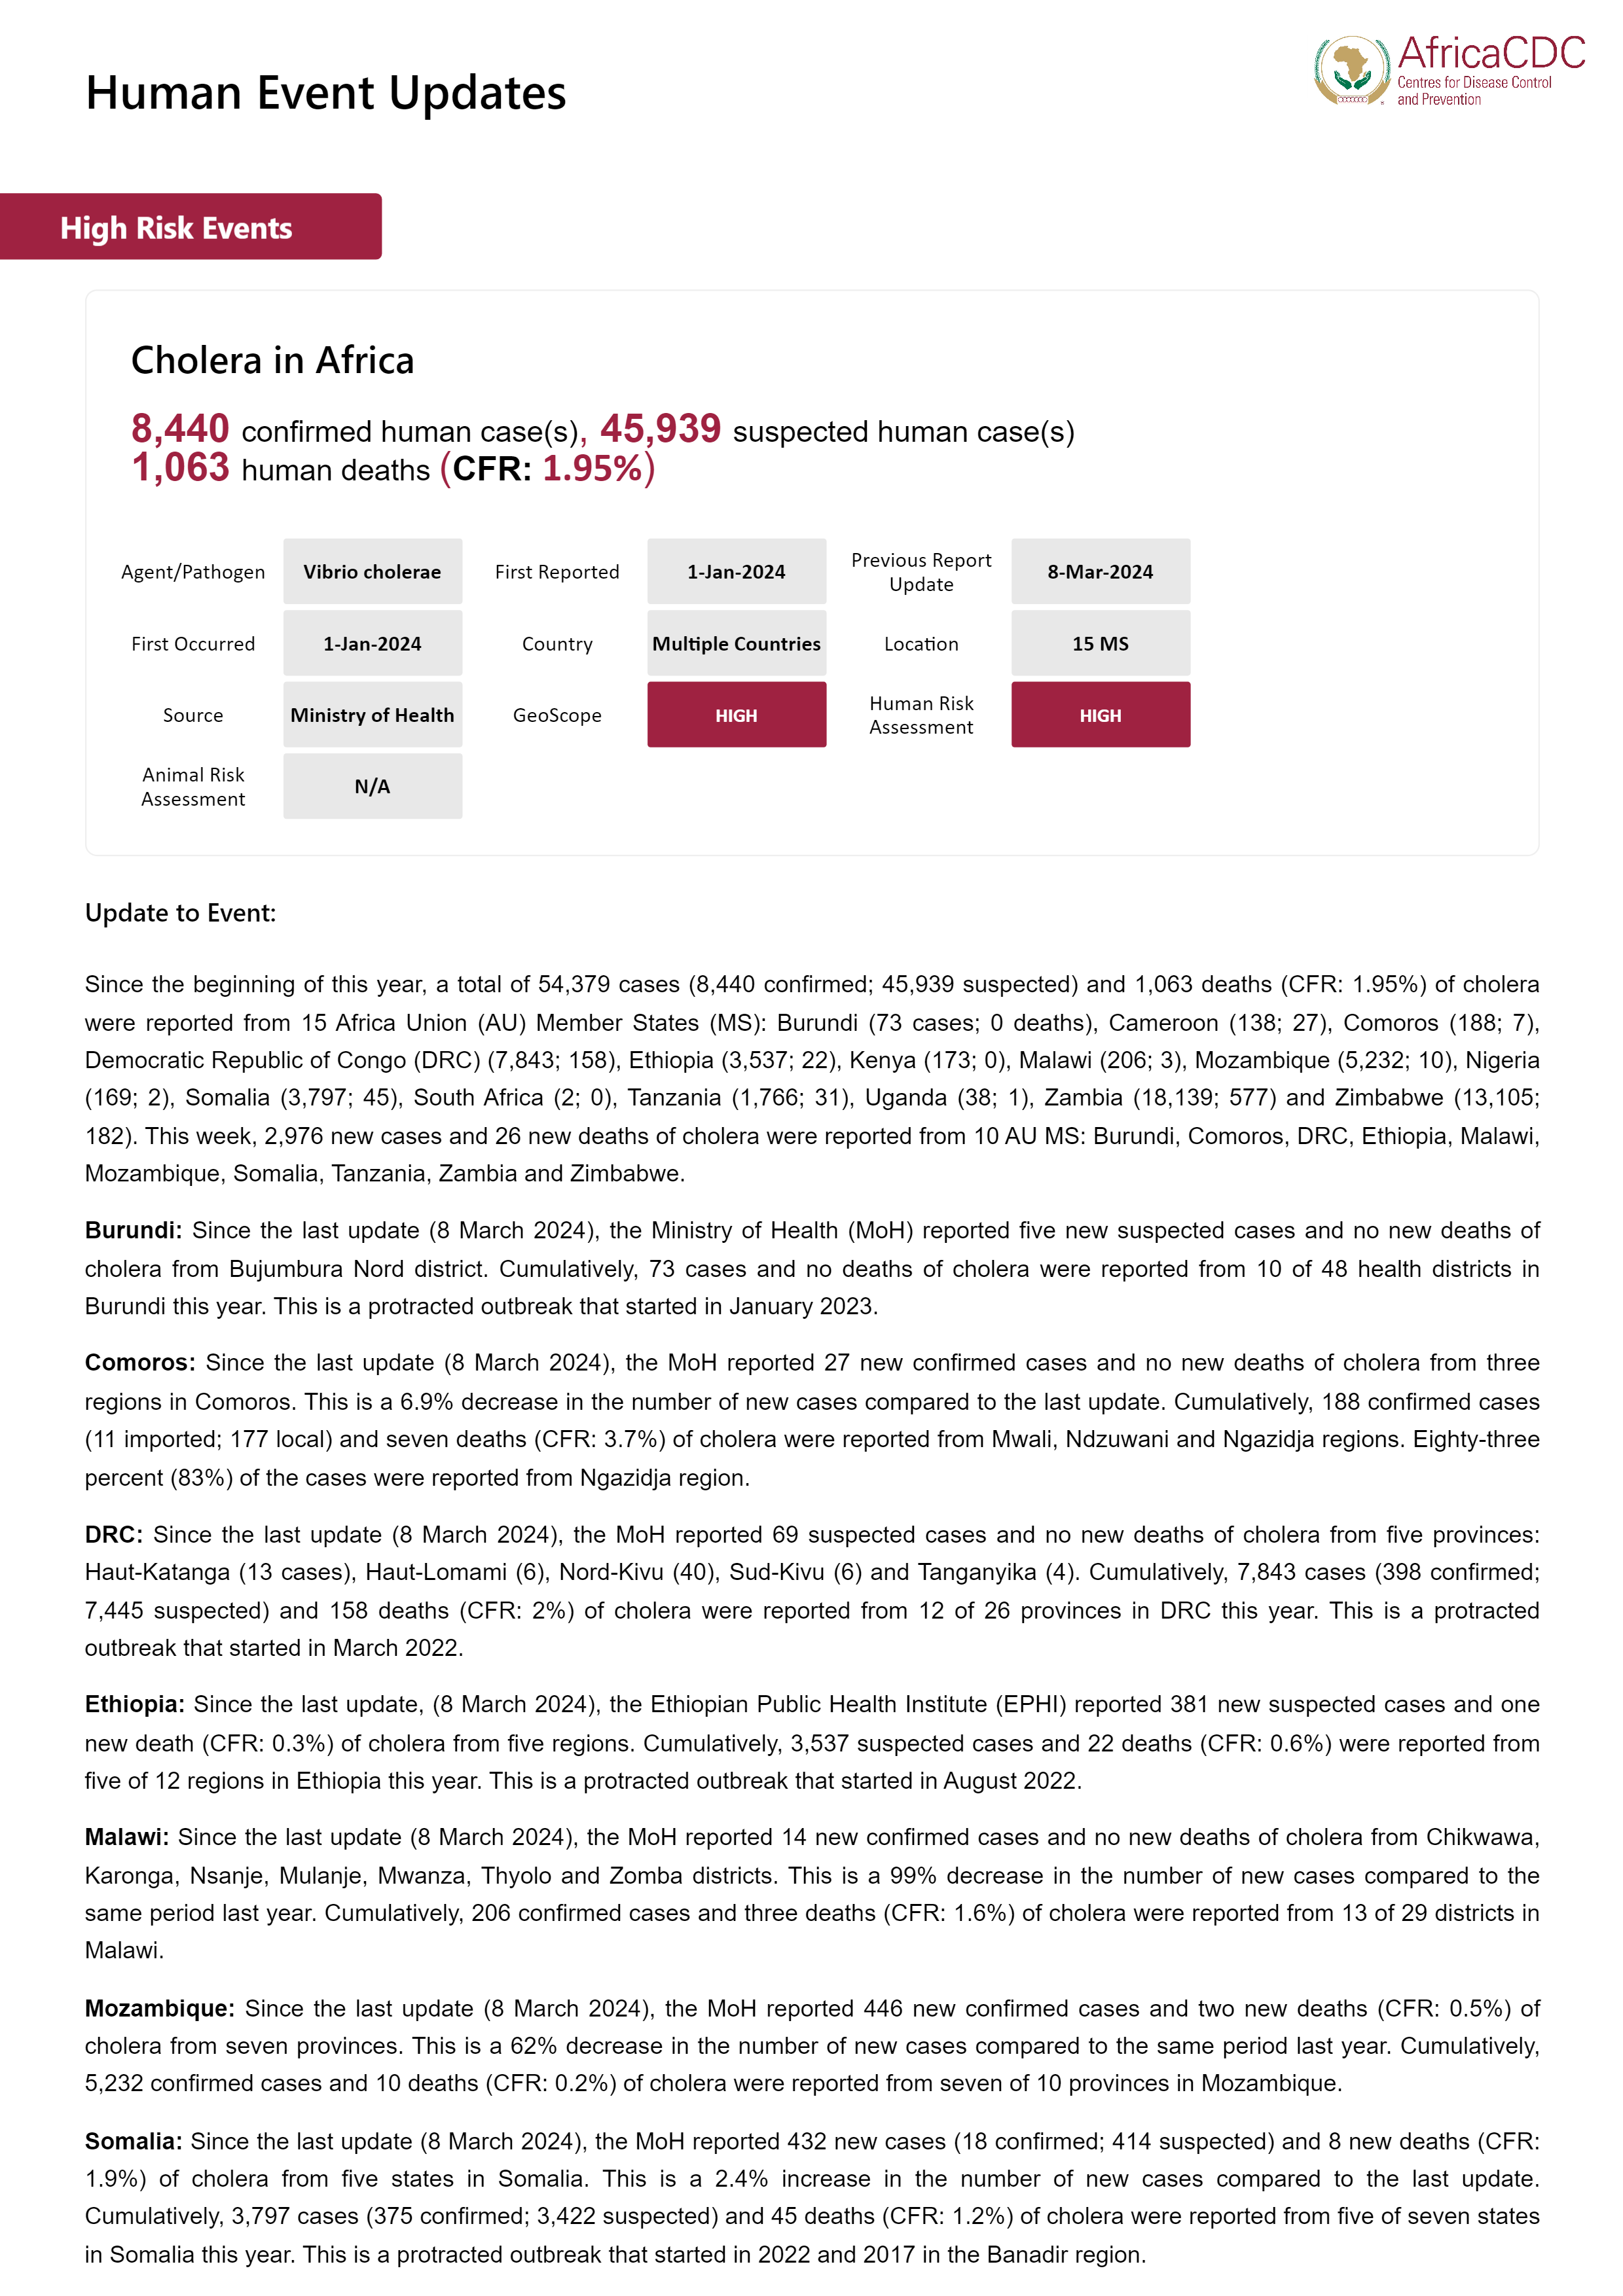 Human Event Updates
AfricaCDC
Centres for Disease Control
and Prevention
High Risk Events
Cholera in Africa
8,440 confirmed human case(s), 45,939 suspected human case(s)
1,063 human deaths (CFR: 1.95%)
Agent/Pathogen Vibrio cholerae First Reported 1-Jan-2024 Previous Report Update 8-Mar-2024
First Occurred 1-Jan-2024 Country Multiple Countries Location 15 MS
Source Ministry of Health GeoScope HIGH Human Risk Assessment HIGH
Animal Risk Assessment N/A
Update to Event:
Since the beginning of this year, a total of 54,379 cases (8,440 confirmed; 45,939 suspected) and 1,063 deaths (CFR: 1.95%) of cholera
were reported from 15 Africa Union (AU) Member States (MS): Burundi (73 cases; 0 deaths), Cameroon (138; 27), Comoros (188; 7),
Democratic Republic of Congo (DRC) (7,843; 158), Ethiopia (3,537; 22), Kenya (173; 0), Malawi (206; 3), Mozambique (5,232; 10), Nigeria
(169; 2), Somalia (3,797; 45), South Africa (2; 0), Tanzania (1,766; 31), Uganda (38; 1), Zambia (18,139; 577) and Zimbabwe (13,105;
182). This week, 2,976 new cases and 26 new deaths of cholera were reported from 10 AU MS: Burundi, Comoros, DRC, Ethiopia, Malawi,
Mozambique, Somalia, Tanzania, Zambia and Zimbabwe.
Burundi: Since the last update (8 March 2024), the Ministry of Health (MoH) reported five new suspected cases and no new deaths of
cholera from Bujumbura Nord district. Cumulatively, 73 cases and no deaths of cholera were reported from 10 of 48 health districts in
Burundi this year. This is a protracted outbreak that started in January 2023.
Comoros: Since the last update (8 March 2024), the MoH reported 27 new confirmed cases and no new deaths of cholera from three
regions in Comoros. This is a 6.9% decrease in the number of new cases compared to the last update. Cumulatively, 188 confirmed cases
(11 imported; 177 local) and seven deaths (CFR: 3.7%) of cholera were reported from Mwali, Ndzuwani and Ngazidja regions. Eighty-three
percent (83%) of the cases were reported from Ngazidja region.
DRC: Since the last update (8 March 2024), the MoH reported 69 suspected cases and no new deaths of cholera from five provinces:
Haut-Katanga (13 cases), Haut-Lomami (6), Nord-Kivu (40), Sud-Kivu (6) and Tanganyika (4). Cumulatively, 7,843 cases (398 confirmed;
7,445 suspected) and 158 deaths (CFR: 2%) of cholera were reported from 12 of 26 provinces in DRC this year. This is a protracted
outbreak that started in March 2022.
Ethiopia: Since the last update, (8 March 2024), the Ethiopian Public Health Institute (EPHI) reported 381 new suspected cases and one
new death (CFR: 0.3%) of cholera from five regions. Cumulatively, 3,537 suspected cases and 22 deaths (CFR: 0.6%) were reported from
five of 12 regions in Ethiopia this year. This is a protracted outbreak that started in August 2022.
Malawi: Since the last update (8 March 2024), the MoH reported 14 new confirmed cases and no new deaths of cholera from Chikwawa,
Karonga, Nsanje, Mulanje, Mwanza, Thyolo and Zomba districts. This is a 99% decrease in the number of new cases compared to the
same period last year. Cumulatively, 206 confirmed cases and three deaths (CFR: 1.6%) of cholera were reported from 13 of 29 districts in
Malawi.
Mozambique: Since the last update (8 March 2024), the MoH reported 446 new confirmed cases and two new deaths (CFR: 0.5%) of
cholera from seven provinces. This is a 62% decrease in the number of new cases compared to the same period last year. Cumulatively,
5,232 confirmed cases and 10 deaths (CFR: 0.2%) of cholera were reported from seven of 10 provinces in Mozambique.
Somalia: Since the last update (8 March 2024), the MoH reported 432 new cases (18 confirmed; 414 suspected) and 8 new deaths (CFR:
1.9%) of cholera from five states in Somalia. This is a 2.4% increase in the number of new cases compared to the last update.
Cumulatively, 3,797 cases (375 confirmed; 3,422 suspected) and 45 deaths (CFR: 1.2%) of cholera were reported from five of seven states
in Somalia this year. This is a protracted outbreak that started in 2022 and 2017 in the Banadir region.